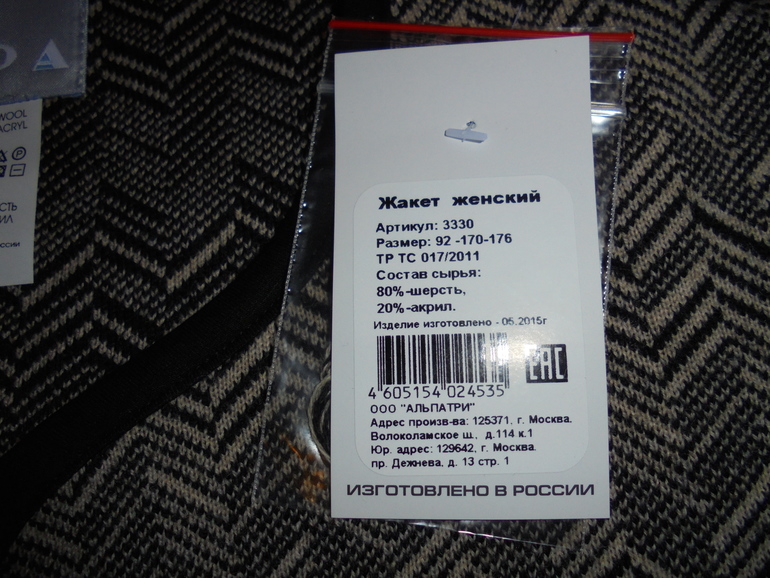 WOOL
ACRYL
P
Жакет женский
Артикул: 3330
Размер: 92 -170-176
ТР ТС 017/2011
Состав сырья:
80%-шерсть,
20%-акрил.
Изделие изготовлено - 05.2015г
EAC
4 605154 024535
ООО "АЛЬПАТРИ"
Адрес произв-ва: 125371, г. Москва.
Волоколамское ш., д.114 к.1
Юр. адрес: 129642, г. Москва.
пр. Дежнева, д. 13 стр. 1
ИЗГОТОВЛЕНО В РОССИИ